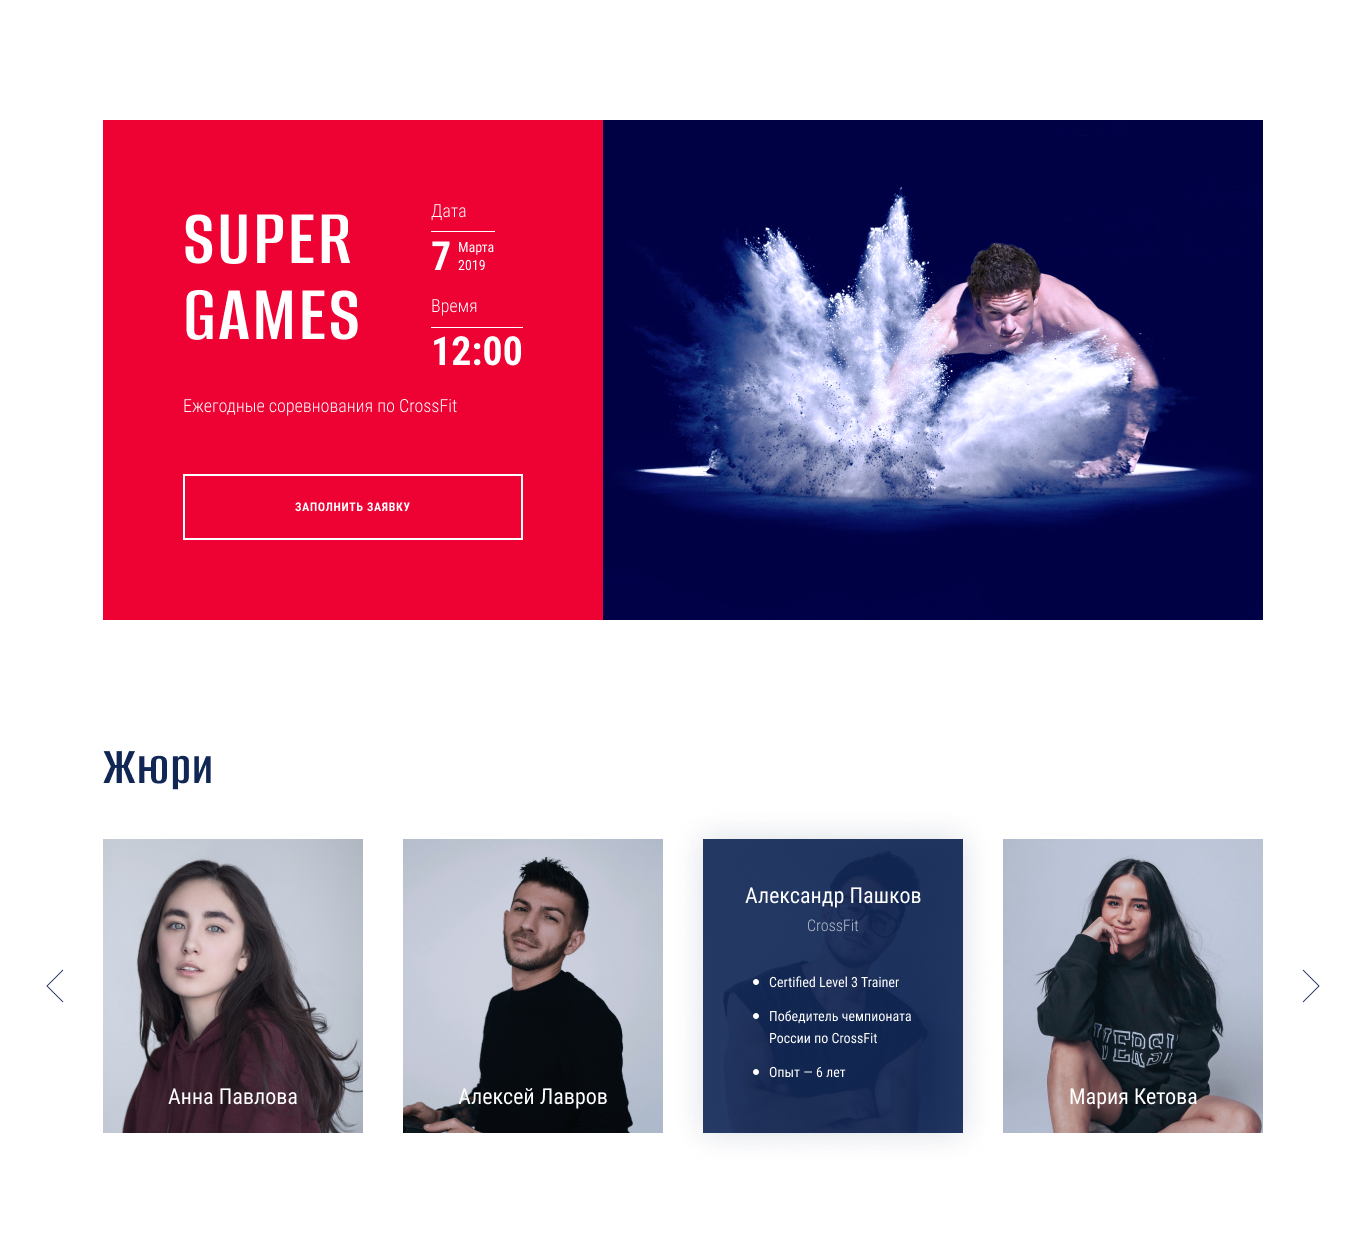 SUPER
GAMES
Дата
7 Марта
2019
Время
12:00
Ежегодные соревнования по CrossFit
ЗАПОЛНИТЬ ЗАЯВКУ
Жюри
Анна Павлова
Алексей Лавров
Александр Пашков
CrossFit
• Certified Level 3 Trainer
• Победитель чемпионата
России по CrossFit
• Опыт — 6 лет
VERSI
Мария Кетова